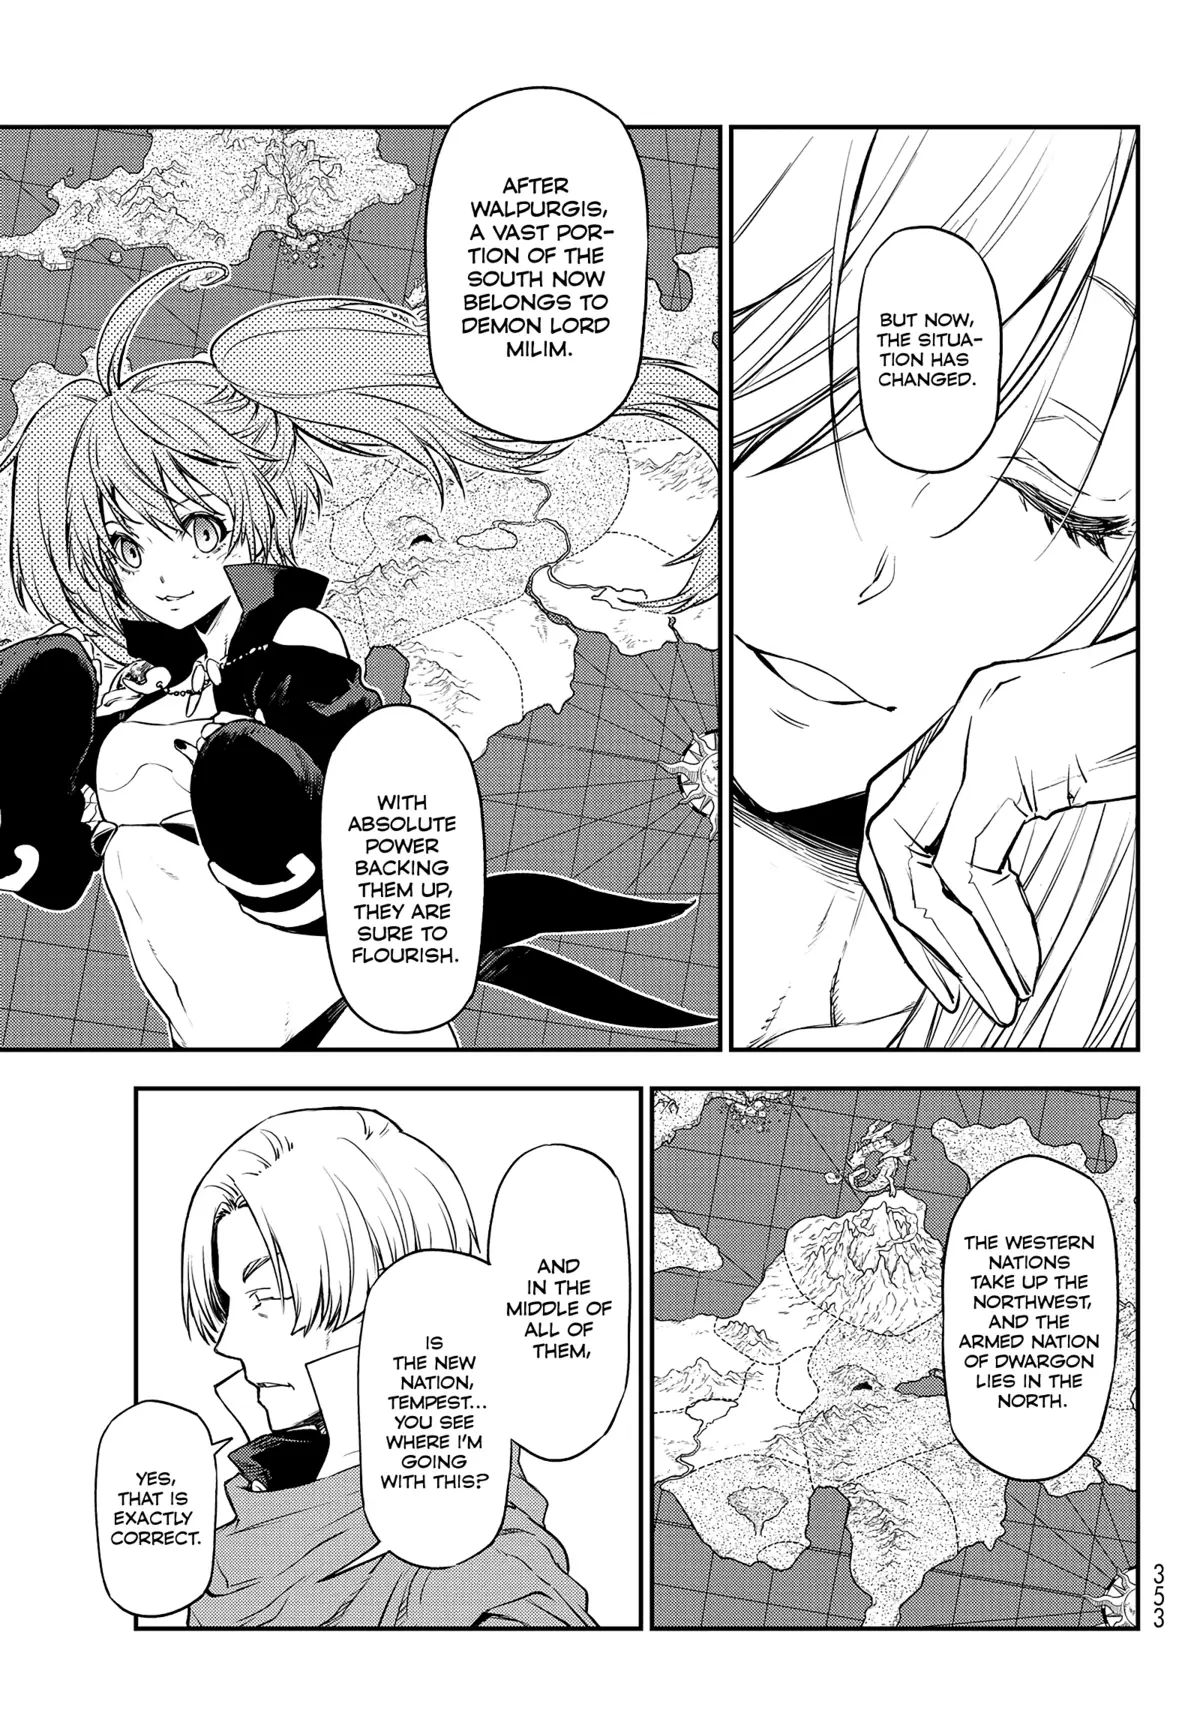 BUT NOW,
THE SITUA-
TION HAS
CHANGED.
AFTER
WALPURGIS,
A VAST POR-
TION OF THE
SOUTH NOW
BELONGS TO
DEMON LORD
MILIM.
WITH
ABSOLUTE
POWER
BACKING
THEM UP,
THEY ARE
SURE TO
FLOURISH.
THE WESTERN
NATIONS
TAKE UP THE
NORTHWEST,
AND THE
ARMED NATION
OF DWARGON
LIES IN THE
NORTH.
AND
IN THE
MIDDLE OF
ALL OF
THEM,
IS
THE NEW
NATION,
TEMPEST...
YOU SEE
WHERE I'M
GOING
WITH THIS?
YES,
THAT IS
EXACTLY
CORRECT.
353